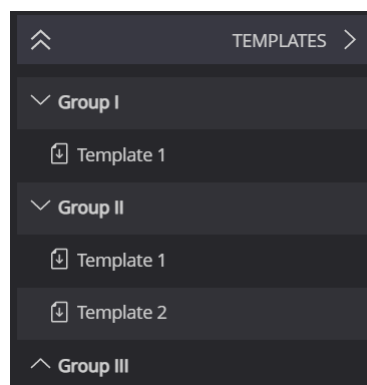 TEMPLATES
Group I
Template 1
Group II
Template 1
Template 2
Group III